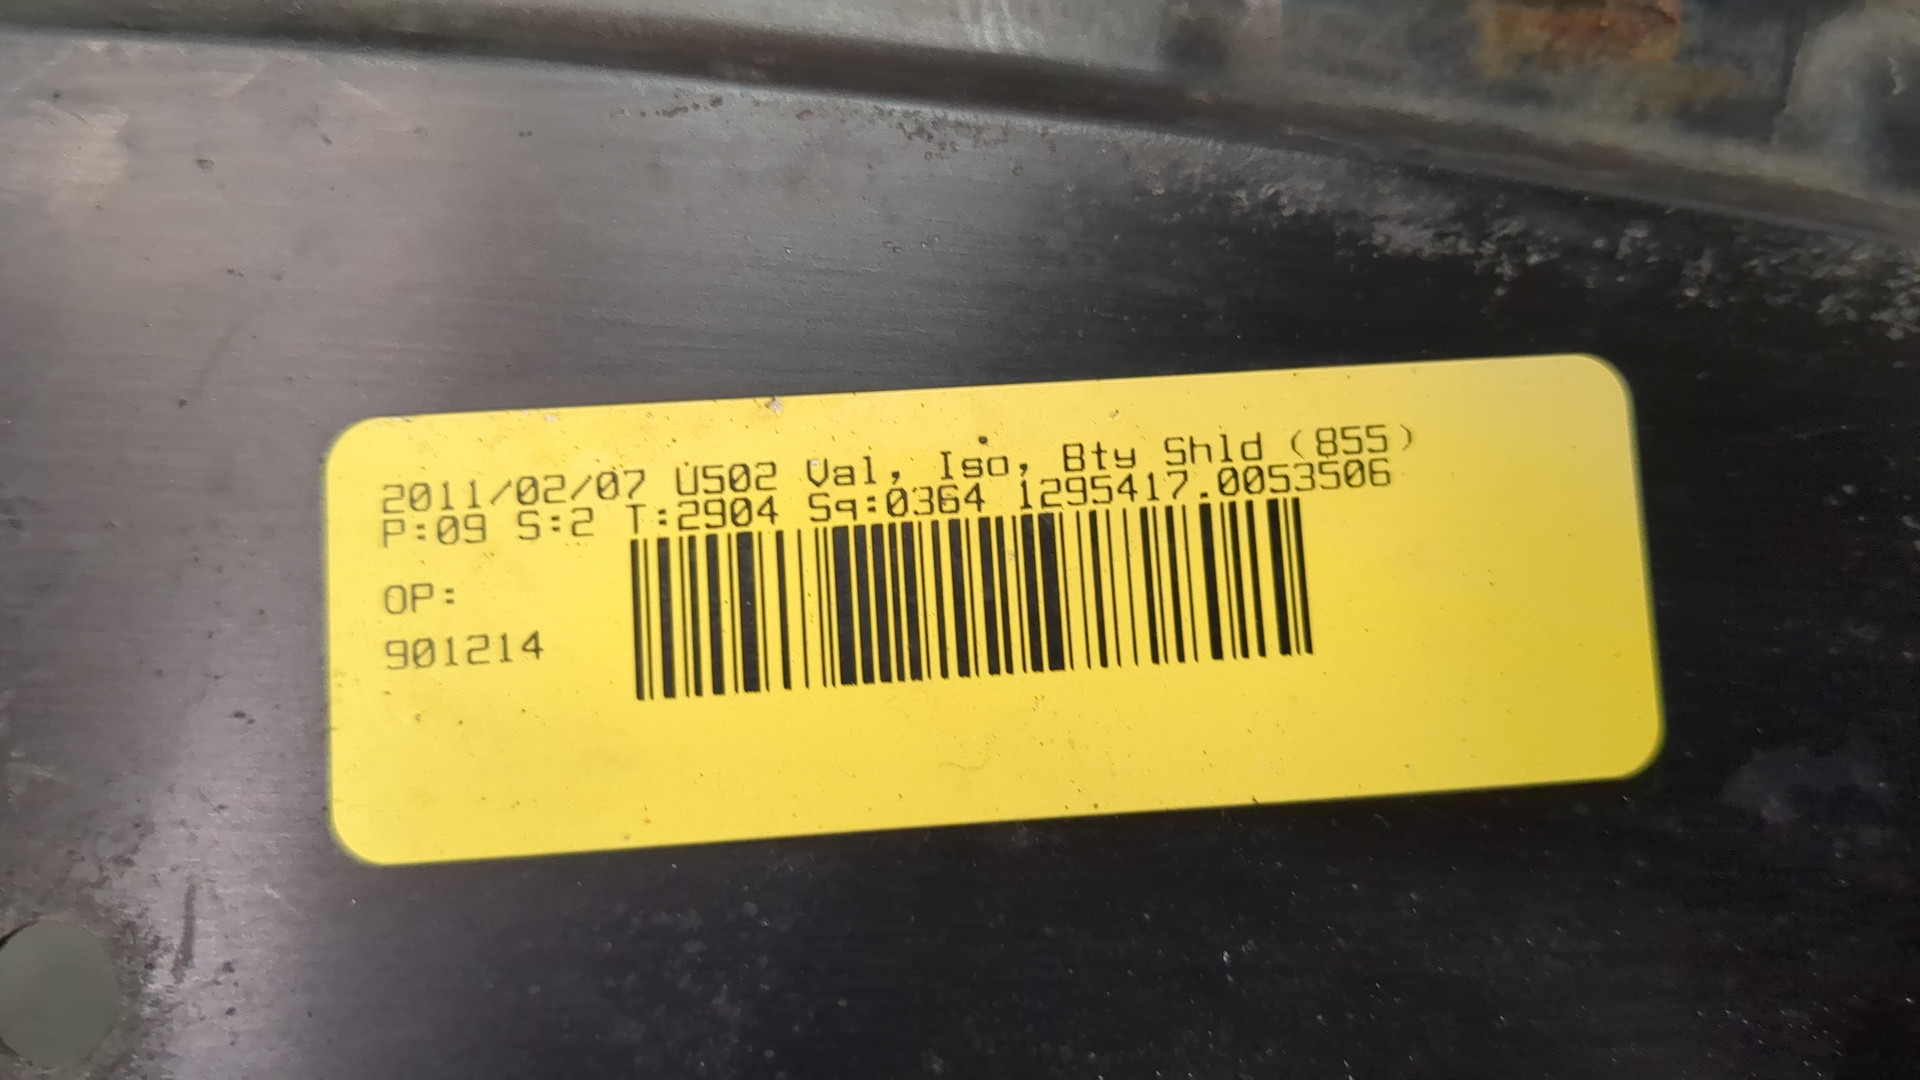 2011/02/07 U502 Val, Iso, Bty Shld (855)
P:09 S:2 T:2904 Sq:0364 1295417.0053506
OP:
901214